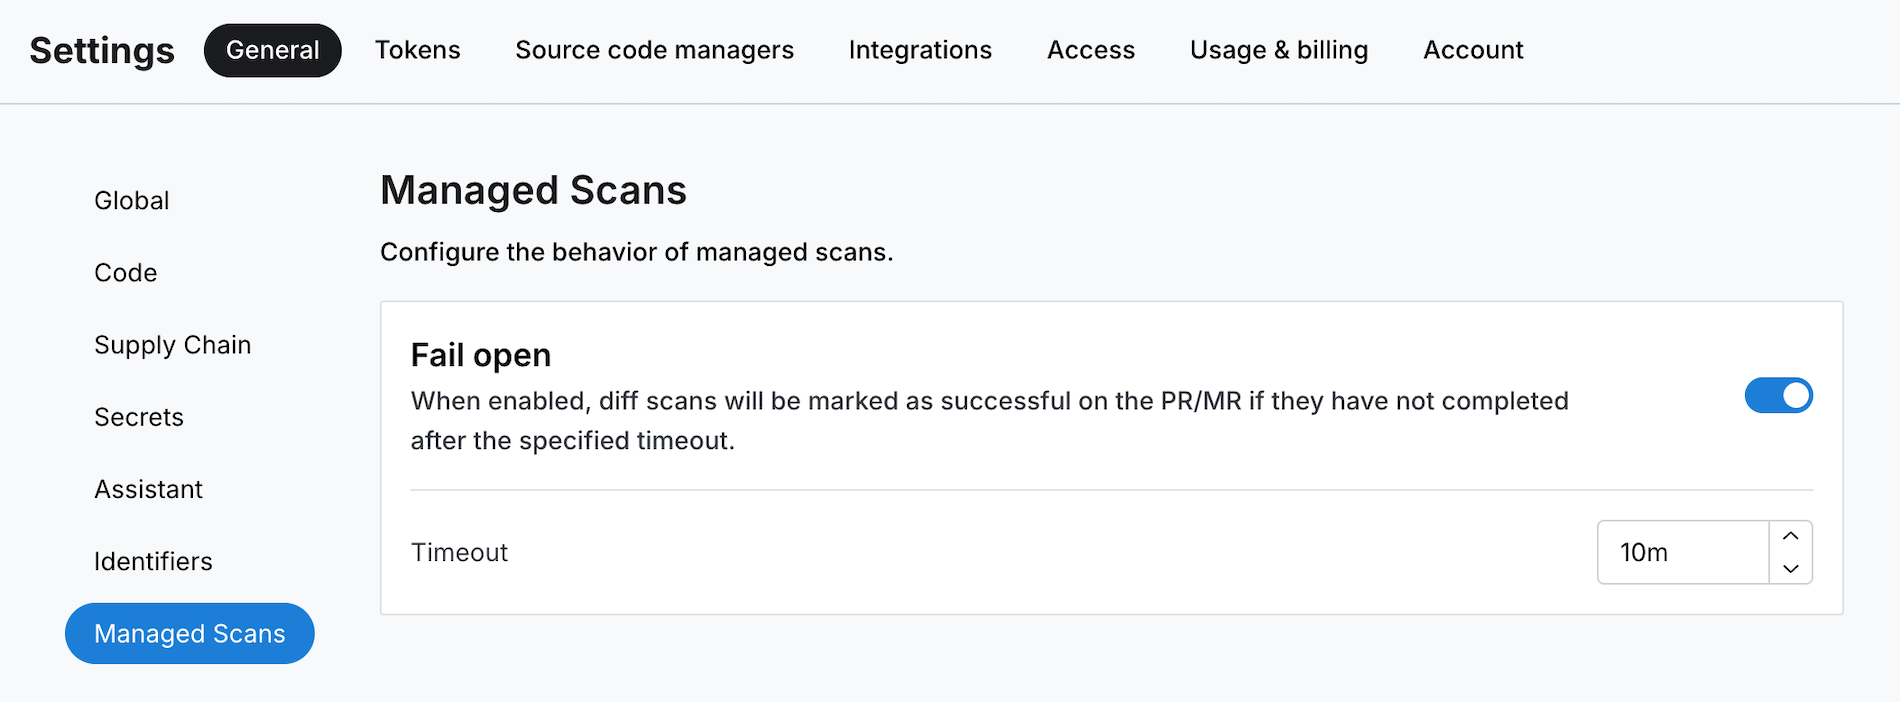 Settings General Tokens Source code managers Integrations Access Usage & billing Account
Global
Code
Supply Chain
Secrets
Assistant
Identifiers
Managed Scans
Managed Scans
Configure the behavior of managed scans.
Fail open
When enabled, diff scans will be marked as successful on the PR/MR if they have not completed
after the specified timeout.
Timeout 10m